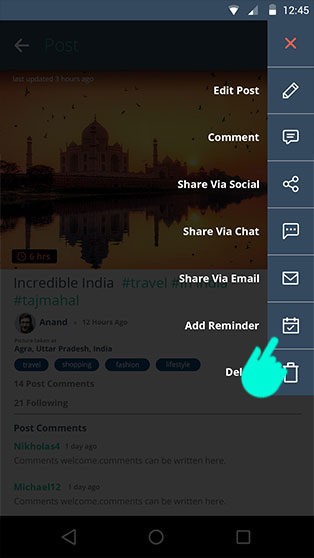 12:45
Post
last updated 3 hours ago
Edit Post
Comment
Share Via Social
Share Via Chat
6 hrs
Share Via Email
Incredible India #travel #in india
#tajmahal
Anand • 12 Hours Ago
Add Reminder
Picture taken at
Agra, Uttar Pradesh, India
travel shopping fashion lifestyle
Del
14 Post Comments
21 Following
Post Comments
Nikholas4 1 day ago
Comments welcome.comments can be written here.
Michael12 1 day ago
Comments welcome.comments can be written here.